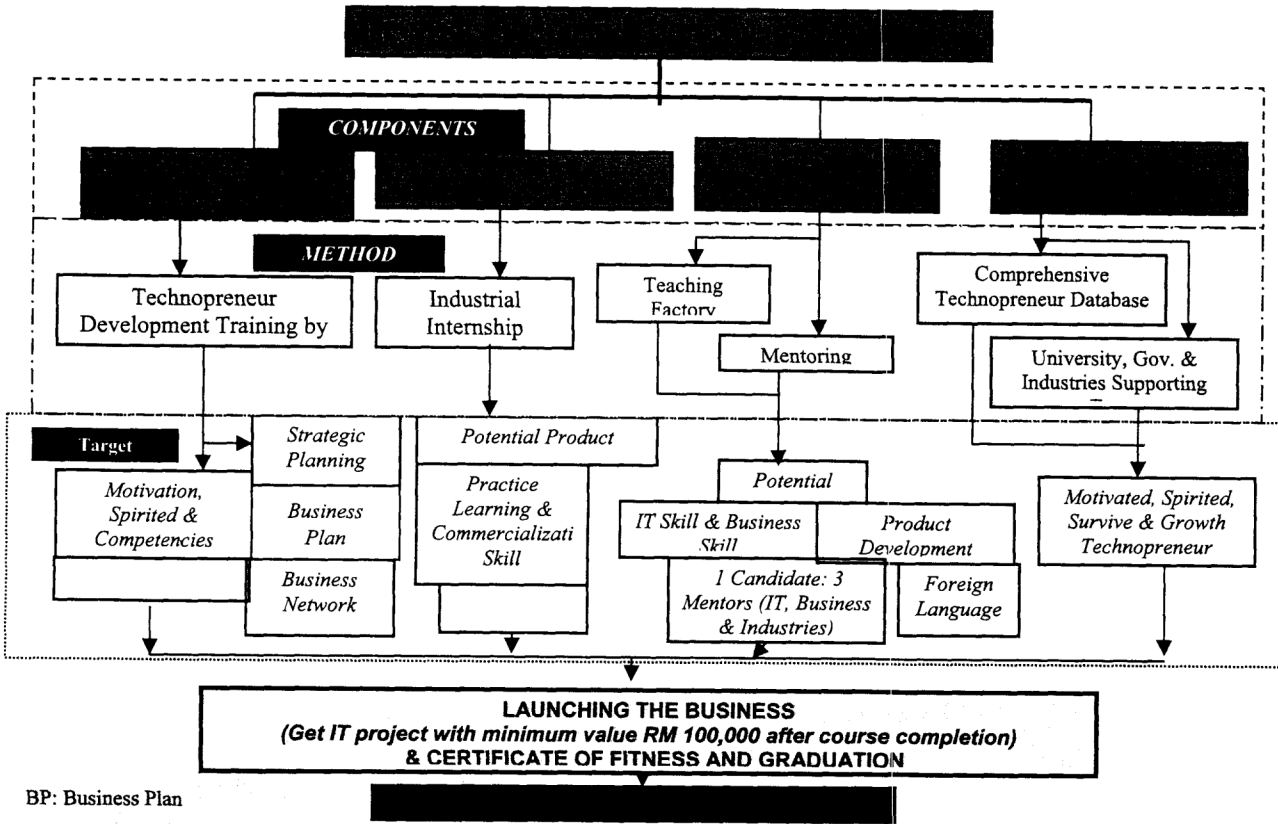 COMPONENTS
METHOD
Technopreneur
Development Training by
Industrial
Internship
Teaching
Factory
Mentoring
Comprehensive
Technopreneur Database
University, Gov. &
Industries Supporting
Target
Motivation,
Spirited &
Competencies
Strategic
Planning
Business
Plan
Business
Network
Potential Product
Practice
Learning &
Commercializati
Skill
Potential
IT Skill & Business
Skill
Product
Development
1 Candidate: 3
Mentors (IT, Business
& Industries)
Foreign
Language
Motivated, Spirited,
Survive & Growth
Technopreneur
LAUNCHING THE BUSINESS
(Get IT project with minimum value RM 100,000 after course completion)
& CERTIFICATE OF FITNESS AND GRADUATION
BP: Business Plan